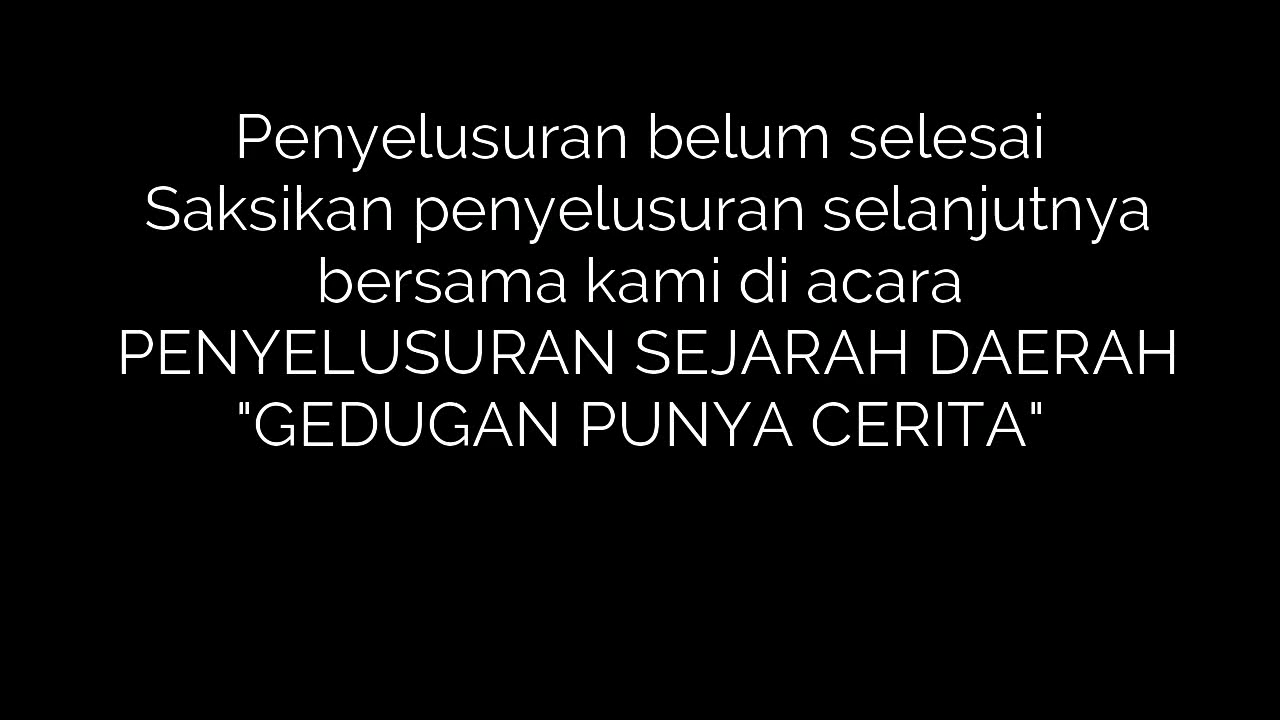 Penyelusuran belum selesai
Saksikan penyelusuran selanjutnya
bersama kami di acara
PENYELUSURAN SEJARAH DAERAH
"GEDUGAN PUNYA CERITA"